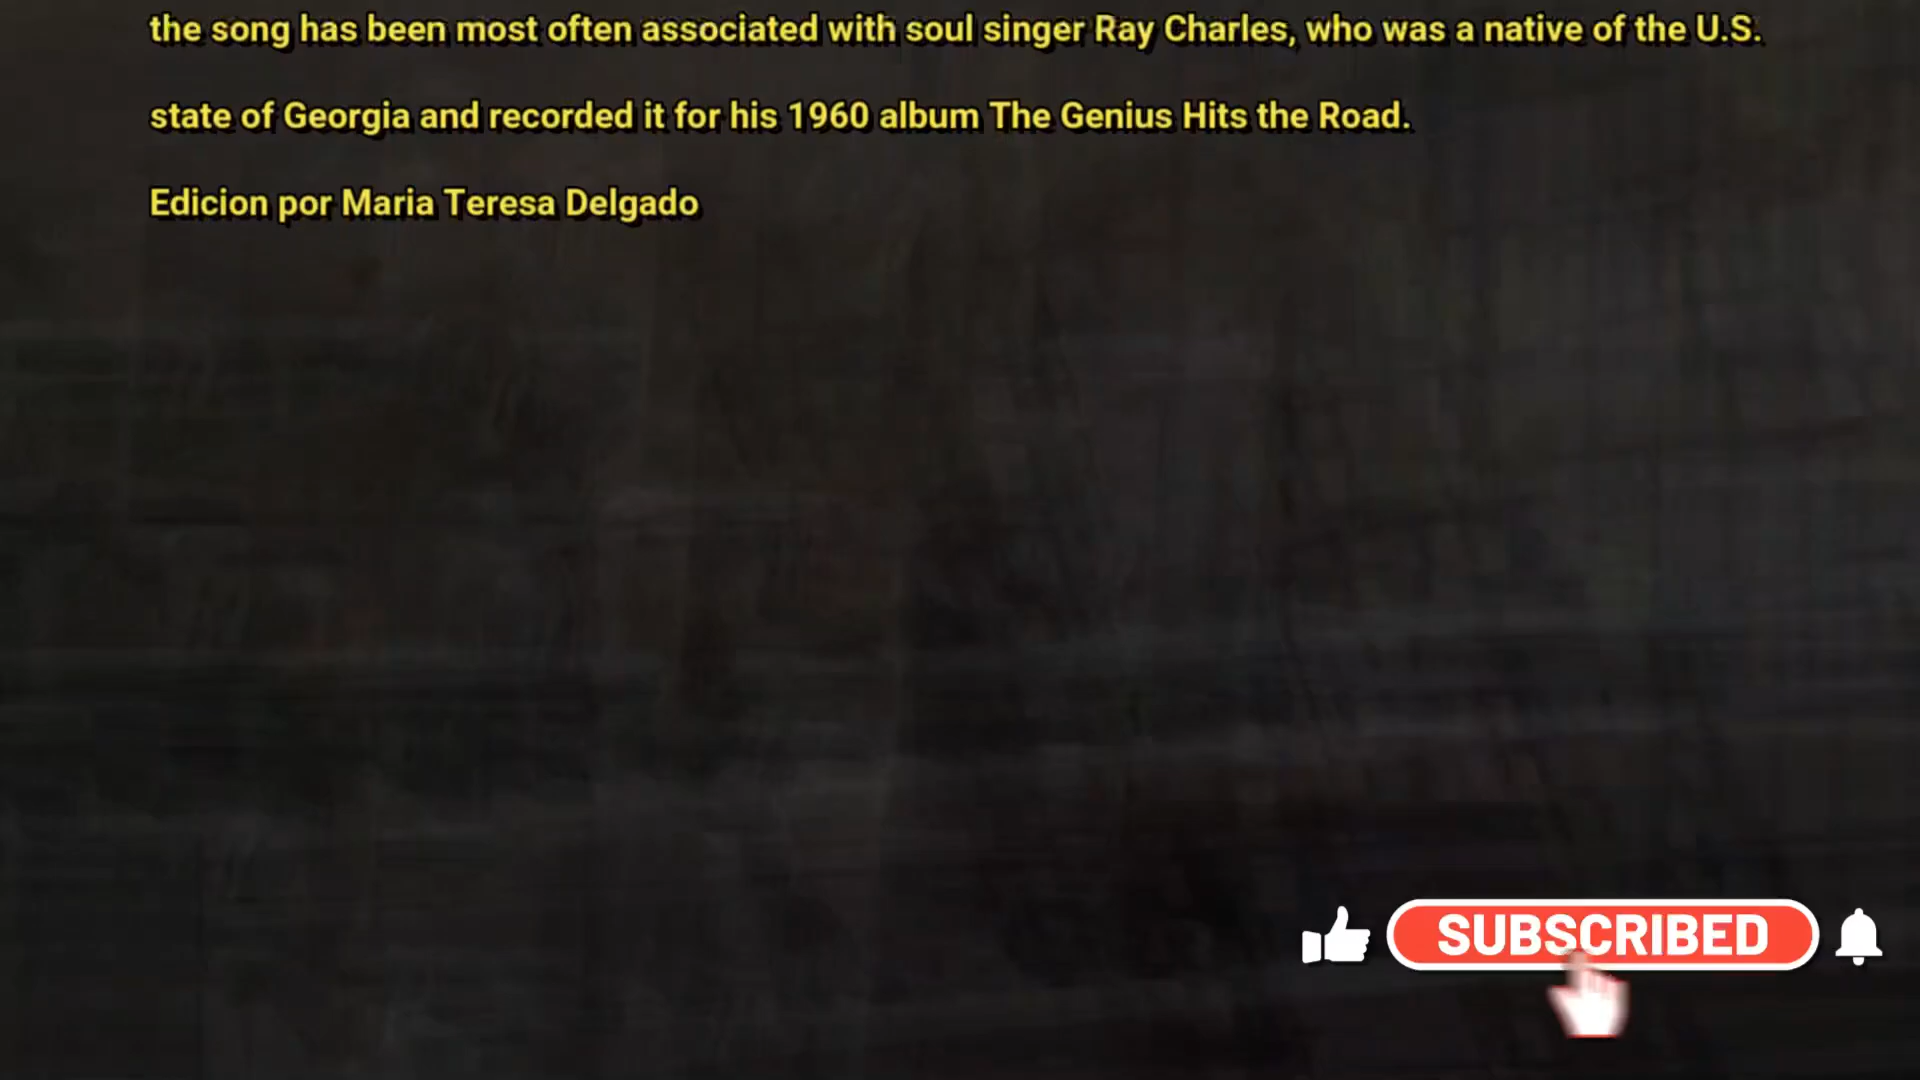 the song has been most often associated with soul singer Ray Charles, who was a native of the U.S.
state of Georgia and recorded it for his 1960 album The Genius Hits the Road.
Edicion por Maria Teresa Delgado
SUBSCRIBED